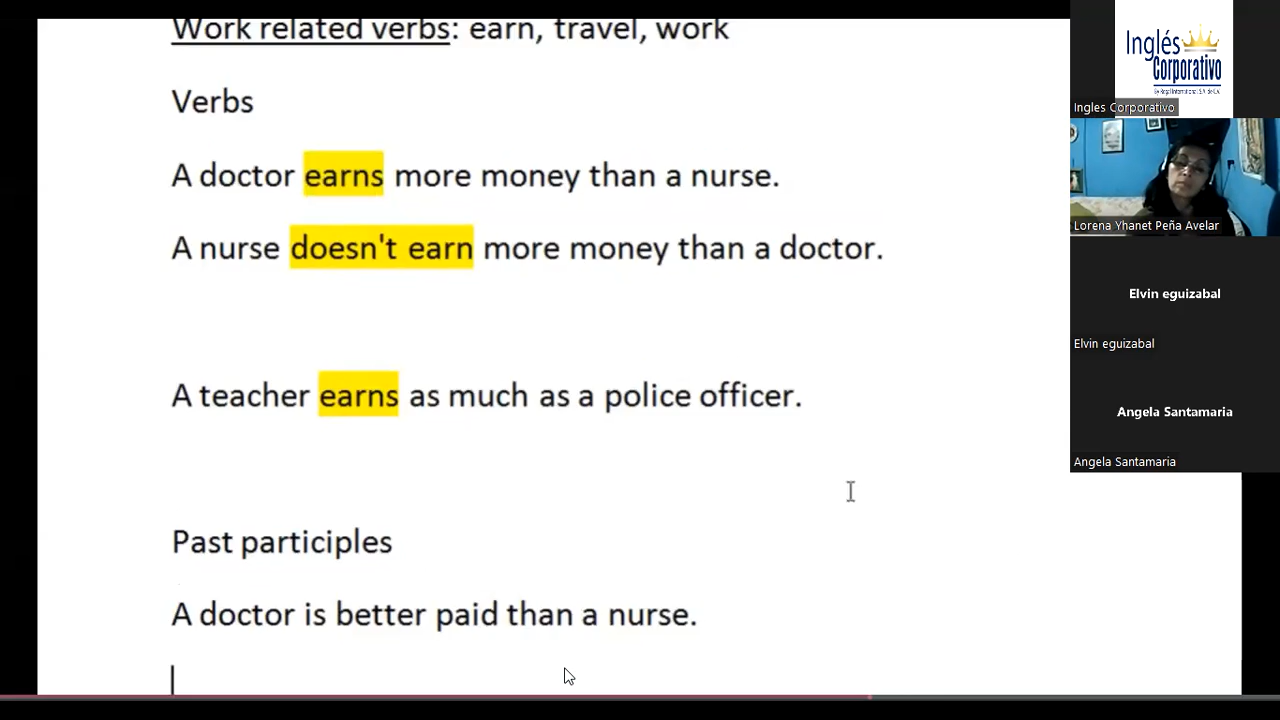 Work related verbs: earn, travel, work
Verbs
A doctor earns more money than a nurse.
A nurse doesn't earn more money than a doctor.
A teacher earns as much as a police officer.
Past participles
A doctor is better paid than a nurse.
Inglés
Corporativo
Ingles Corporativo
Lorena Yhanet Peña Avelar
Elvin eguizabal
Elvin eguizabal
Angela Santamaria
Angela Santamaria